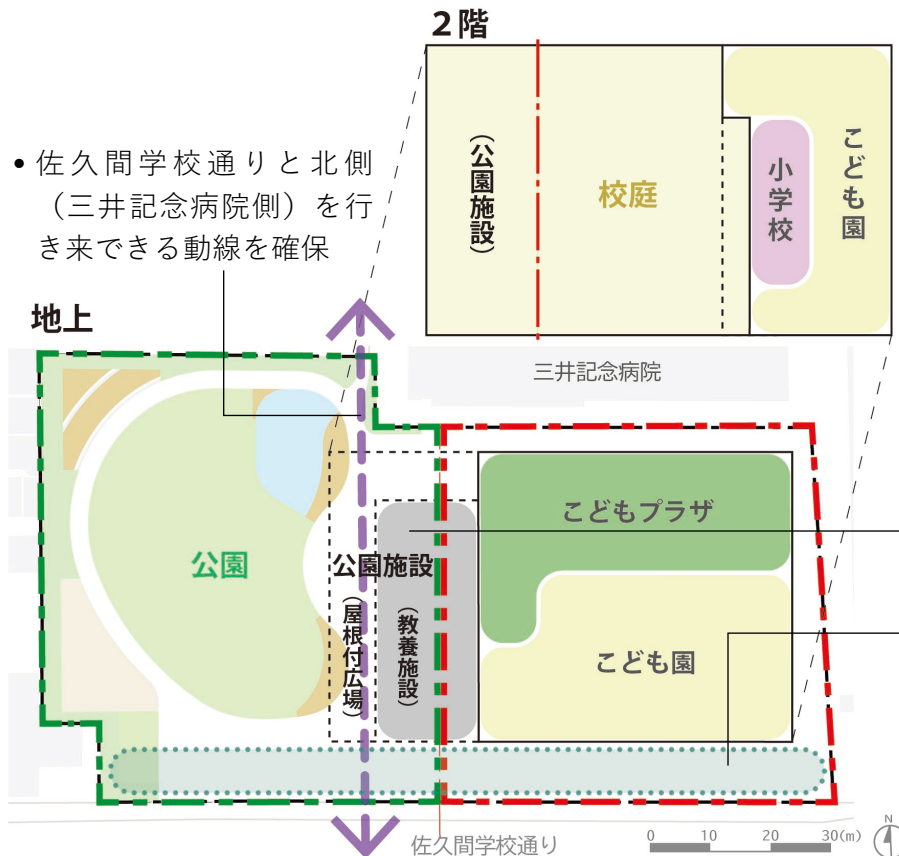 2階
• 佐久間学校通りと北側
（三井記念病院側）を行
き来できる動線を確保
（公園施設）
校庭
小学校
こども園
地上
三井記念病院
こどもプラザ
公園
公園施設
（屋根付広場）
（教養施設）
こども園
佐久間学校通り
0 10 20 30(m)
N